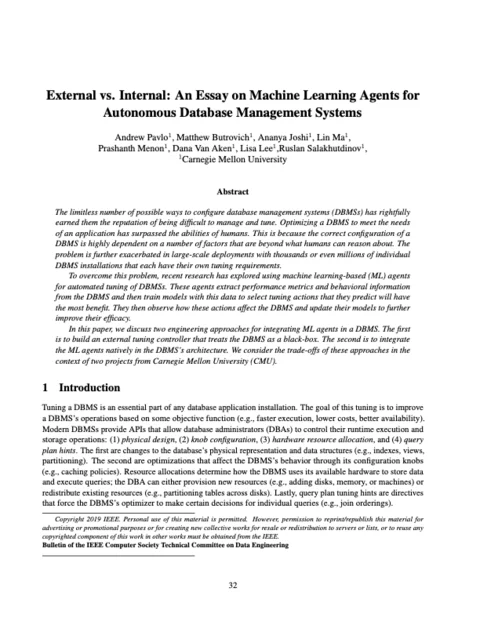 External vs. Internal: An Essay on Machine Learning Agents for
Autonomous Database Management Systems
Andrew Pavlo¹, Matthew Butrovich¹, Ananya Joshi¹, Lin Ma¹,
Prashanth Menon¹, Dana Van Aken¹, Lisa Lee¹,Ruslan Salakhutdinov¹,
¹Carnegie Mellon University
Abstract
The limitless number of possible ways to configure database management systems (DBMSs) has rightfully
earned them the reputation of being difficult to manage and tune. Optimizing a DBMS to meet the needs
of an application has surpassed the abilities of humans. This is because the correct configuration of a
DBMS is highly dependent on a number of factors that are beyond what humans can reason about. The
problem is further exacerbated in large-scale deployments with thousands or even millions of individual
DBMS installations that each have their own tuning requirements.
To overcome this problem, recent research has explored using machine learning-based (ML) agents
for automated tuning of DBMSs. These agents extract performance metrics and behavioral information
from the DBMS and then train models with this data to select tuning actions that they predict will have
the most benefit. They then observe how these actions affect the DBMS and update their models to further
improve their efficacy.
In this paper, we discuss two engineering approaches for integrating ML agents in a DBMS. The first
is to build an external tuning controller that treats the DBMS as a black-box. The second is to integrate
the ML agents natively in the DBMS's architecture. We consider the trade-offs of these approaches in the
context of two projects from Carnegie Mellon University (CMU).
1 Introduction
Tuning a DBMS is an essential part of any database application installation. The goal of this tuning is to improve
a DBMS's operations based on some objective function (e.g., faster execution, lower costs, better availability).
Modern DBMSs provide APIs that allow database administrators (DBAs) to control their runtime execution and
storage operations: (1) physical design, (2) knob configuration, (3) hardware resource allocation, and (4) query
plan hints. The first are changes to the database's physical representation and data structures (e.g., indexes, views,
partitioning). The second are optimizations that affect the DBMS's behavior through its configuration knobs
(e.g., caching policies). Resource allocations determine how the DBMS uses its available hardware to store data
and execute queries; the DBA can either provision new resources (e.g., adding disks, memory, or machines) or
redistribute existing resources (e.g., partitioning tables across disks). Lastly, query plan tuning hints are directives
that force the DBMS's optimizer to make certain decisions for individual queries (e.g., join orderings).
Copyright 2019 IEEE. Personal use of this material is permitted. However, permission to reprint/republish this material for
advertising or promotional purposes or for creating new collective works for resale or redistribution to servers or lists, or to reuse any
copyrighted component of this work in other works must be obtained from the IEEE.
Bulletin of the IEEE Computer Society Technical Committee on Data Engineering
32